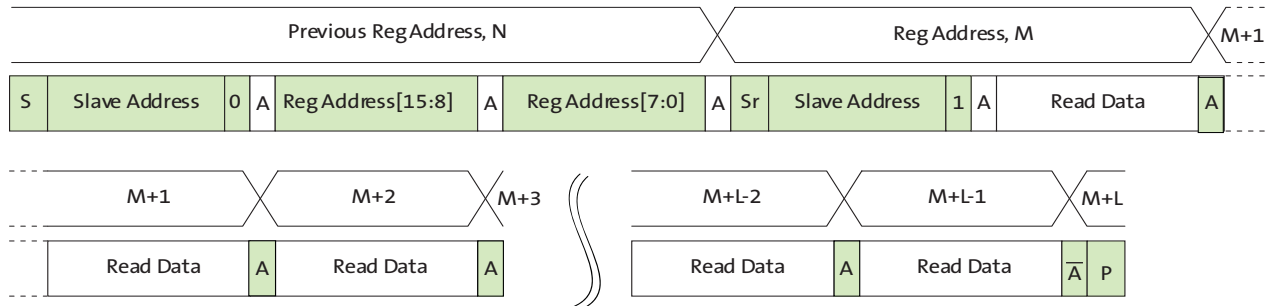 Previous Reg Address, N Reg Address, M M+1
S Slave Address 0 A Reg Address[15:8] A Reg Address[7:0] A Sr Slave Address 1 A Read Data A
M+1 M+2 M+3 M+L-2 M+L-1 M+L
Read Data A Read Data A Read Data A Read Data A̅ P